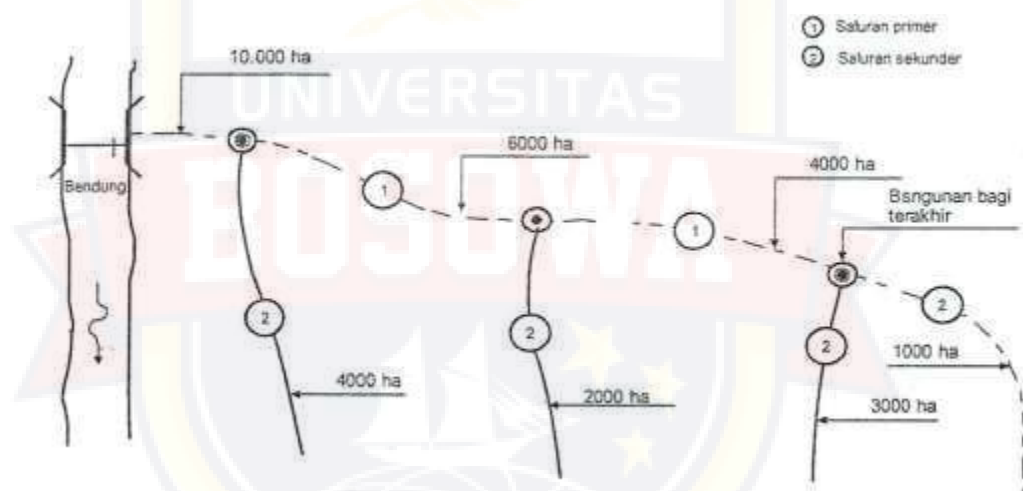 1 Saluran primer
2 Saluran sekunder
10.000 ha
UNIVERSITAS
6000 ha
4000 ha
Bsngunan bagi
terakhir
Bendung
BOSOWA
1
1
2
2
2
2
1000 ha
4000 ha
2000 ha
3000 ha